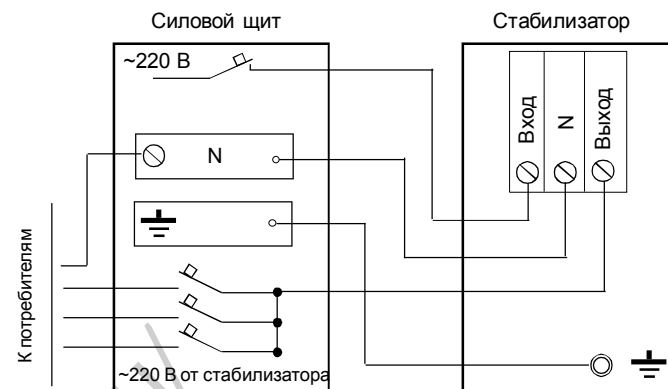 Силовой щит
Стабилизатор
~220 В
Вход
N
Выход
N
К потребителям
~220 В от стабилизатора